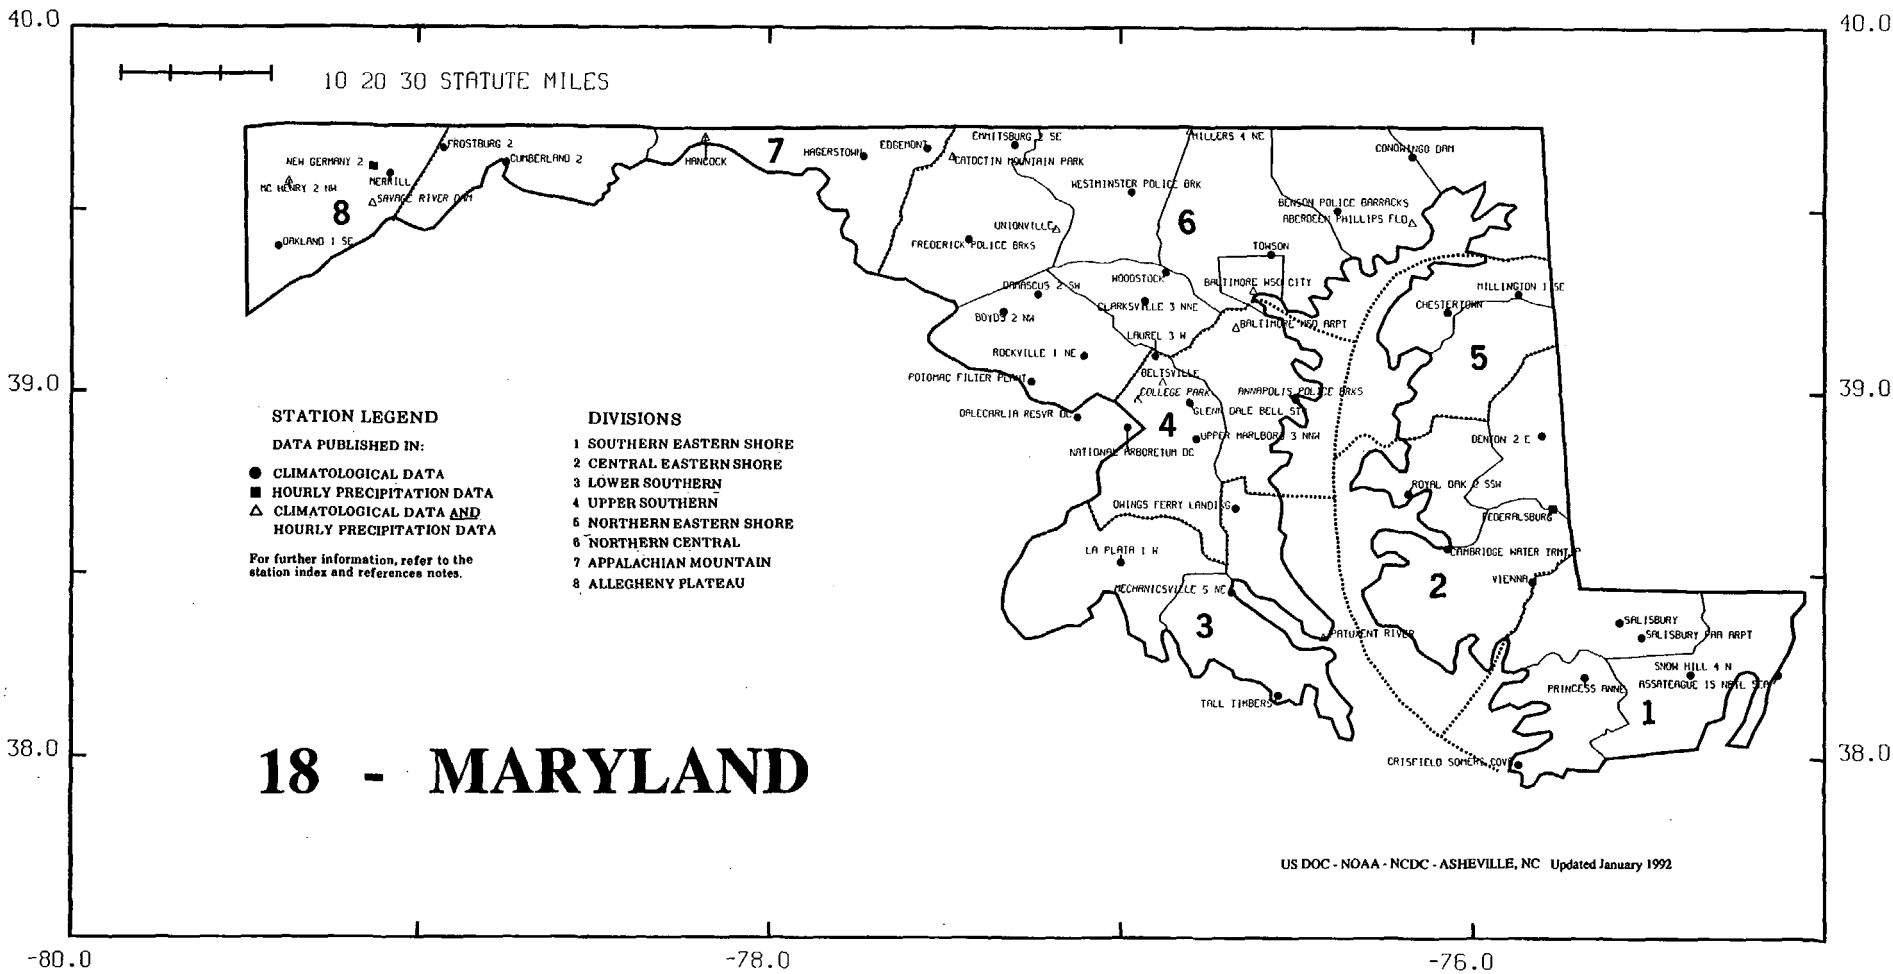 40.0
40.0
10 20 30 STATUTE MILES
FROSTBURG 2
EMMITSBURG 2 SE
MILLERS 4 NE
NEW GERMANY 2
CUMBERLAND 2
HANCOCK
7
HAGERSTOWN
EDGEMONT
CATOCTIN MOUNTAIN PARK
CONOWINGO DAM
MC HENRY 2 NW
MERRILL
SAVAGE RIVER DAM
WESTMINSTER POLICE BRK
8
6
BENSON POLICE BARRACKS
ABERDEEN PHILLIPS FLD
OAKLAND 1 SE
UNIONVILLE
FREDERICK POLICE BRKS
TOWSON
DAMASCUS 2 SW
WOODSTOCK
BALTIMORE WSO CITY
MILLINGTON 1 SE
CLARKSVILLE 3 NNE
CHESTERTOWN
BOYDS 2 NW
BALTIMORE WSO ARPT
LAUREL 3 W
ROCKVILLE 1 NE
5
39.0
POTOMAC FILTER PLANT
BELTSVILLE
39.0
COLLEGE PARK
ANNAPOLIS POLICE BRKS
DALECARLIA RESVR DC
GLENN DALE BELL STN
4
UPPER MARLBORO 3 NNW
DENTON 2 E
NATIONAL ARBORETUM DC
ROYAL OAK 2 SSW
OWINGS FERRY LANDING
FEDERALSBURG
LA PLATA 1 W
CAMBRIDGE WATER TRMT P
MECHANICSVILLE 5 NE
2
VIENNA
3
PATUXENT RIVER
SALISBURY
SALISBURY FAA ARPT
SNOW HILL 4 N
PRINCESS ANNE
ASSATEAGUE IS NATL SEA
TALL TIMBERS
1
CRISFIELD SOMERS COVE
STATION LEGEND
DATA PUBLISHED IN:
CLIMATOLOGICAL DATA
HOURLY PRECIPITATION DATA
CLIMATOLOGICAL DATA AND
HOURLY PRECIPITATION DATA
For further information, refer to the
station index and references notes.
DIVISIONS
1 SOUTHERN EASTERN SHORE
2 CENTRAL EASTERN SHORE
3 LOWER SOUTHERN
4 UPPER SOUTHERN
5 NORTHERN EASTERN SHORE
6 NORTHERN CENTRAL
7 APPALACHIAN MOUNTAIN
8 ALLEGHENY PLATEAU
38.0
38.0
18 - MARYLAND
US DOC - NOAA - NCDC - ASHEVILLE, NC Updated January 1992
-80.0
-78.0
-76.0